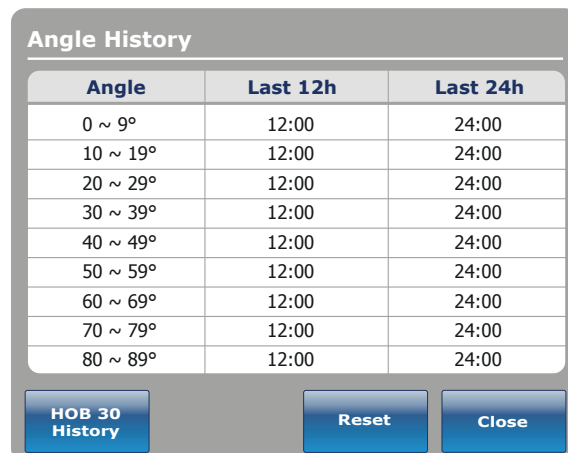 Angle History
Angle Last 12h Last 24h
0 ~ 9° 12:00 24:00
10 ~ 19° 12:00 24:00
20 ~ 29° 12:00 24:00
30 ~ 39° 12:00 24:00
40 ~ 49° 12:00 24:00
50 ~ 59° 12:00 24:00
60 ~ 69° 12:00 24:00
70 ~ 79° 12:00 24:00
80 ~ 89° 12:00 24:00
HOB 30
History
Reset
Close